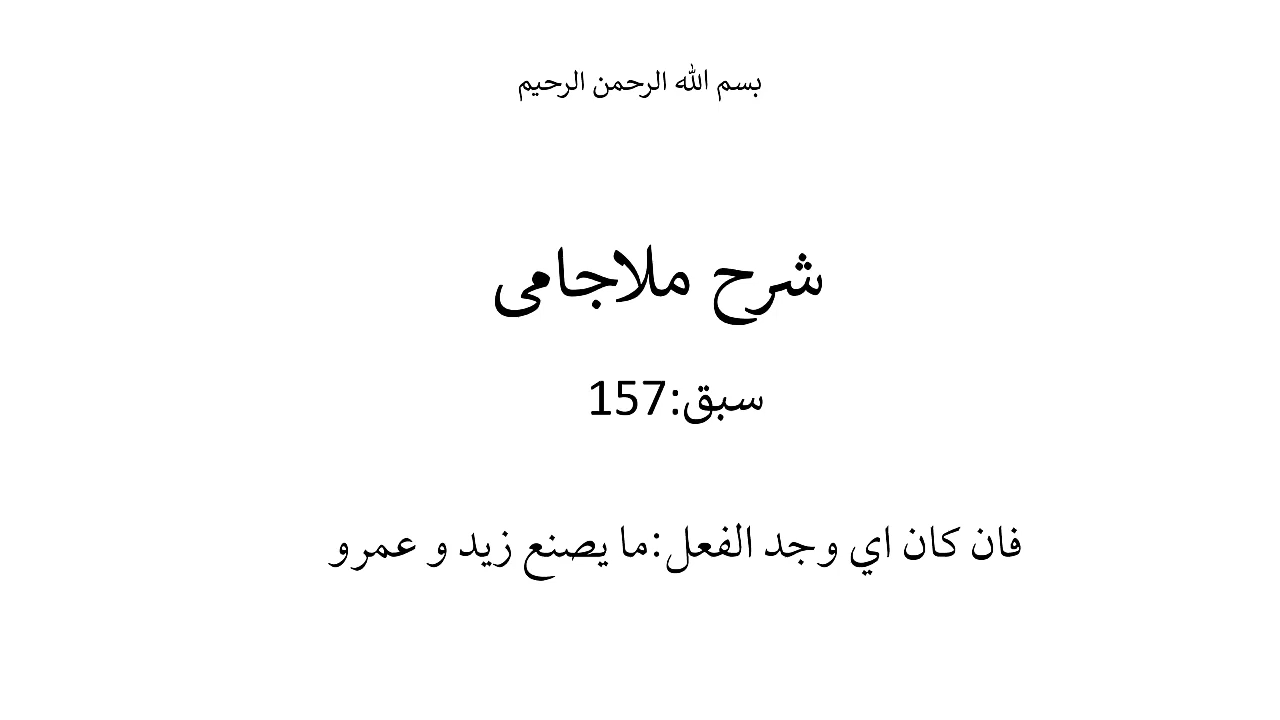 بسم الله الرحمن الرحيم
شرح ملاجامی
سبق:157
فان كان اي وجد الفعل:ما يصنع زيد و عمرو